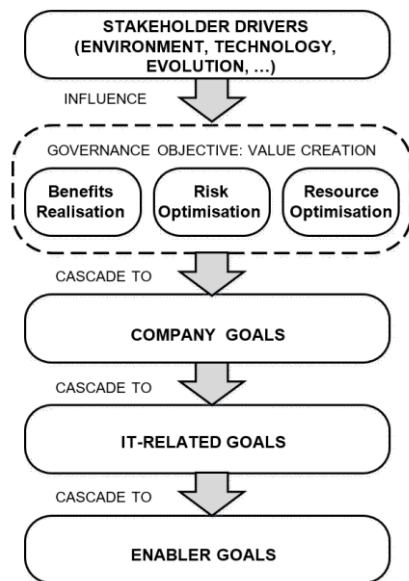 STAKEHOLDER DRIVERS
(ENVIRONMENT, TECHNOLOGY,
EVOLUTION, ...)
INFLUENCE
GOVERNANCE OBJECTIVE: VALUE CREATION
Benefits
Realisation
Risk
Optimisation
Resource
Optimisation
CASCADE TO
COMPANY GOALS
CASCADE TO
IT-RELATED GOALS
CASCADE TO
ENABLER GOALS